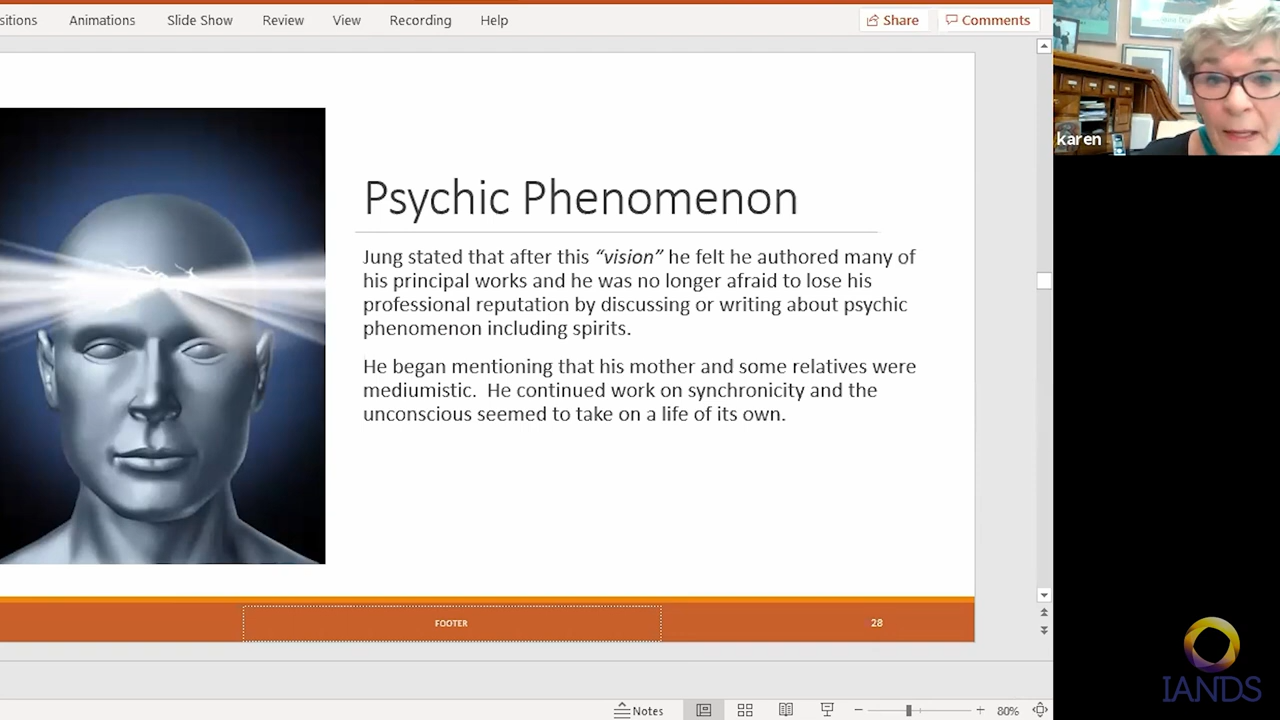 sitions Animations Slide Show Review View Recording Help Share Comments
karen
Psychic Phenomenon
Jung stated that after this “vision” he felt he authored many of
his principal works and he was no longer afraid to lose his
professional reputation by discussing or writing about psychic
phenomenon including spirits.
He began mentioning that his mother and some relatives were
mediumistic. He continued work on synchronicity and the
unconscious seemed to take on a life of its own.
FOOTER 28
IANDS
Notes 80%